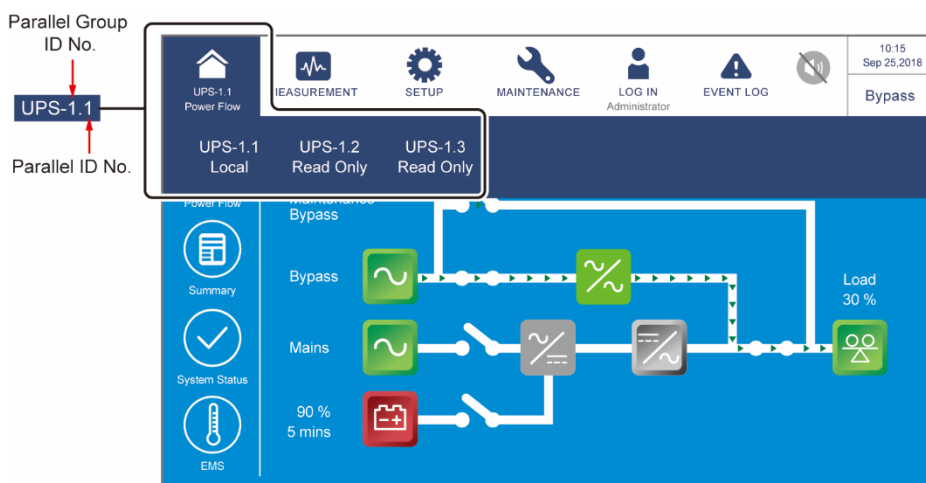 Parallel Group
ID No.
UPS-1.1
Parallel ID No.
UPS-1.1
Power Flow
MEASUREMENT
SETUP
MAINTENANCE
LOG IN
Administrator
EVENT LOG
10:15
Sep 25,2018
Bypass
UPS-1.1
Local
UPS-1.2
Read Only
UPS-1.3
Read Only
Power Flow
Maintenance
Bypass
Summary
Bypass
Load
30 %
System Status
Mains
90 %
5 mins
EMS